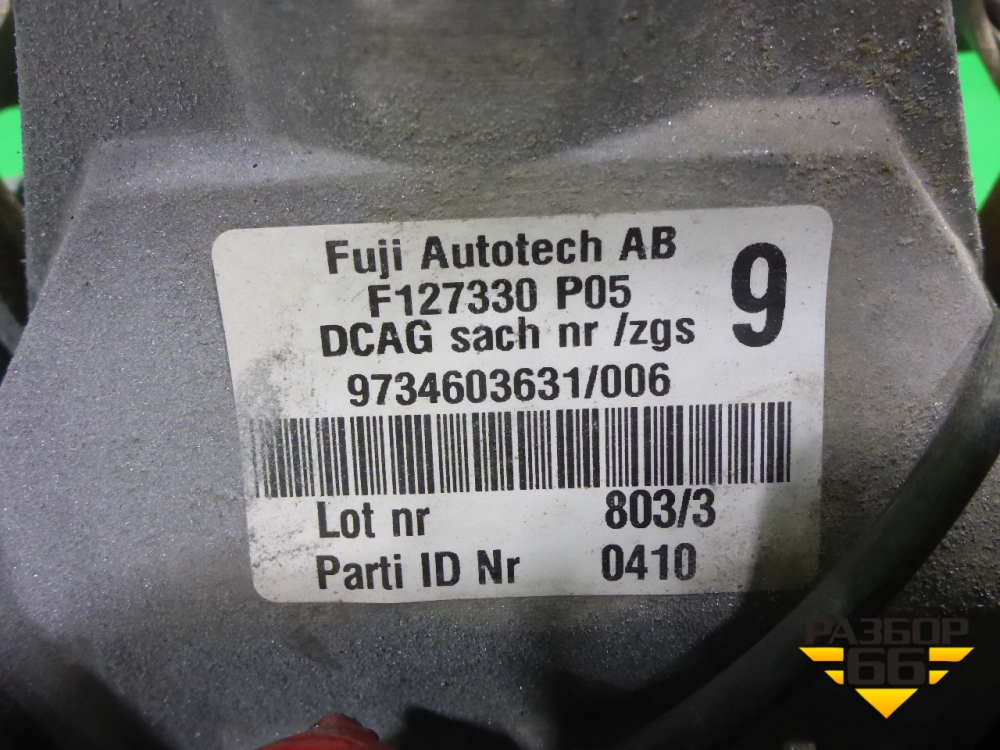 Fuji Autotech AB
F127330 P05
9
DCAG sach nr /zgs
9734603631/006
Lot nr 803/3
Parti ID Nr 0410
РАЗБОР
66